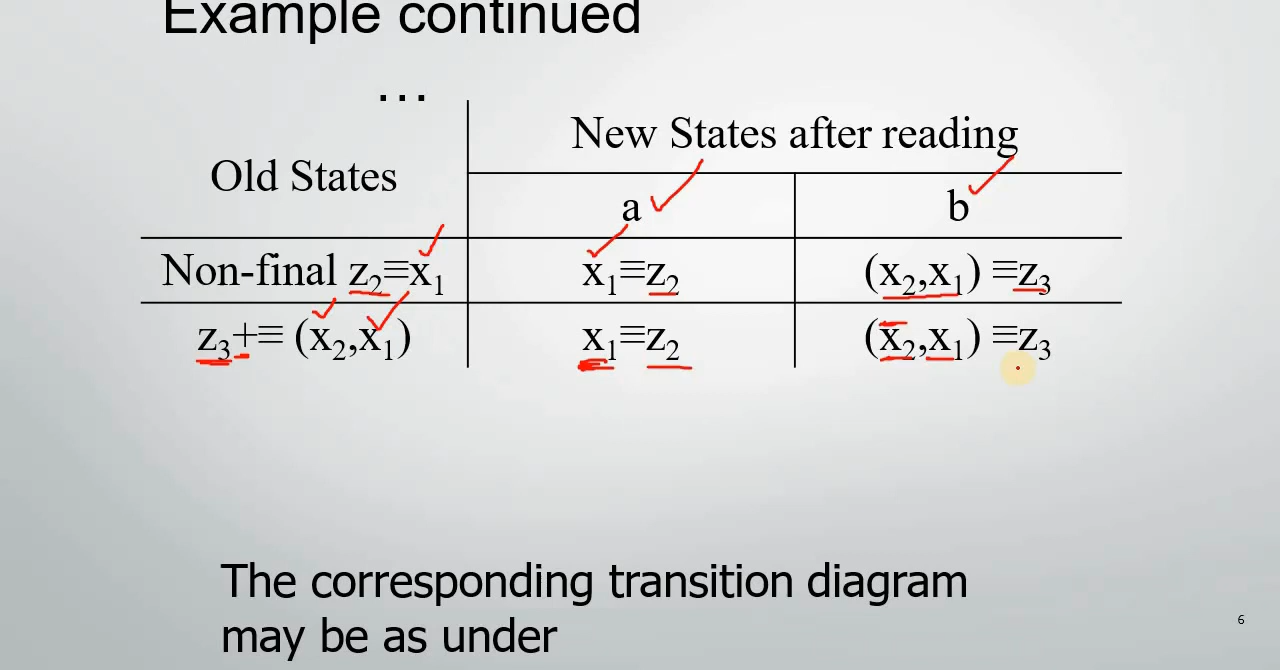 Example continued
…
New States after reading
Old States
a b
Non-final z₂≡x₁ x₁≡z₂ (x₂,x₁) ≡z₃
z₃+≡ (x₂,x₁) x₁≡z₂ (x₂,x₁) ≡z₃
The corresponding transition diagram
may be as under
6